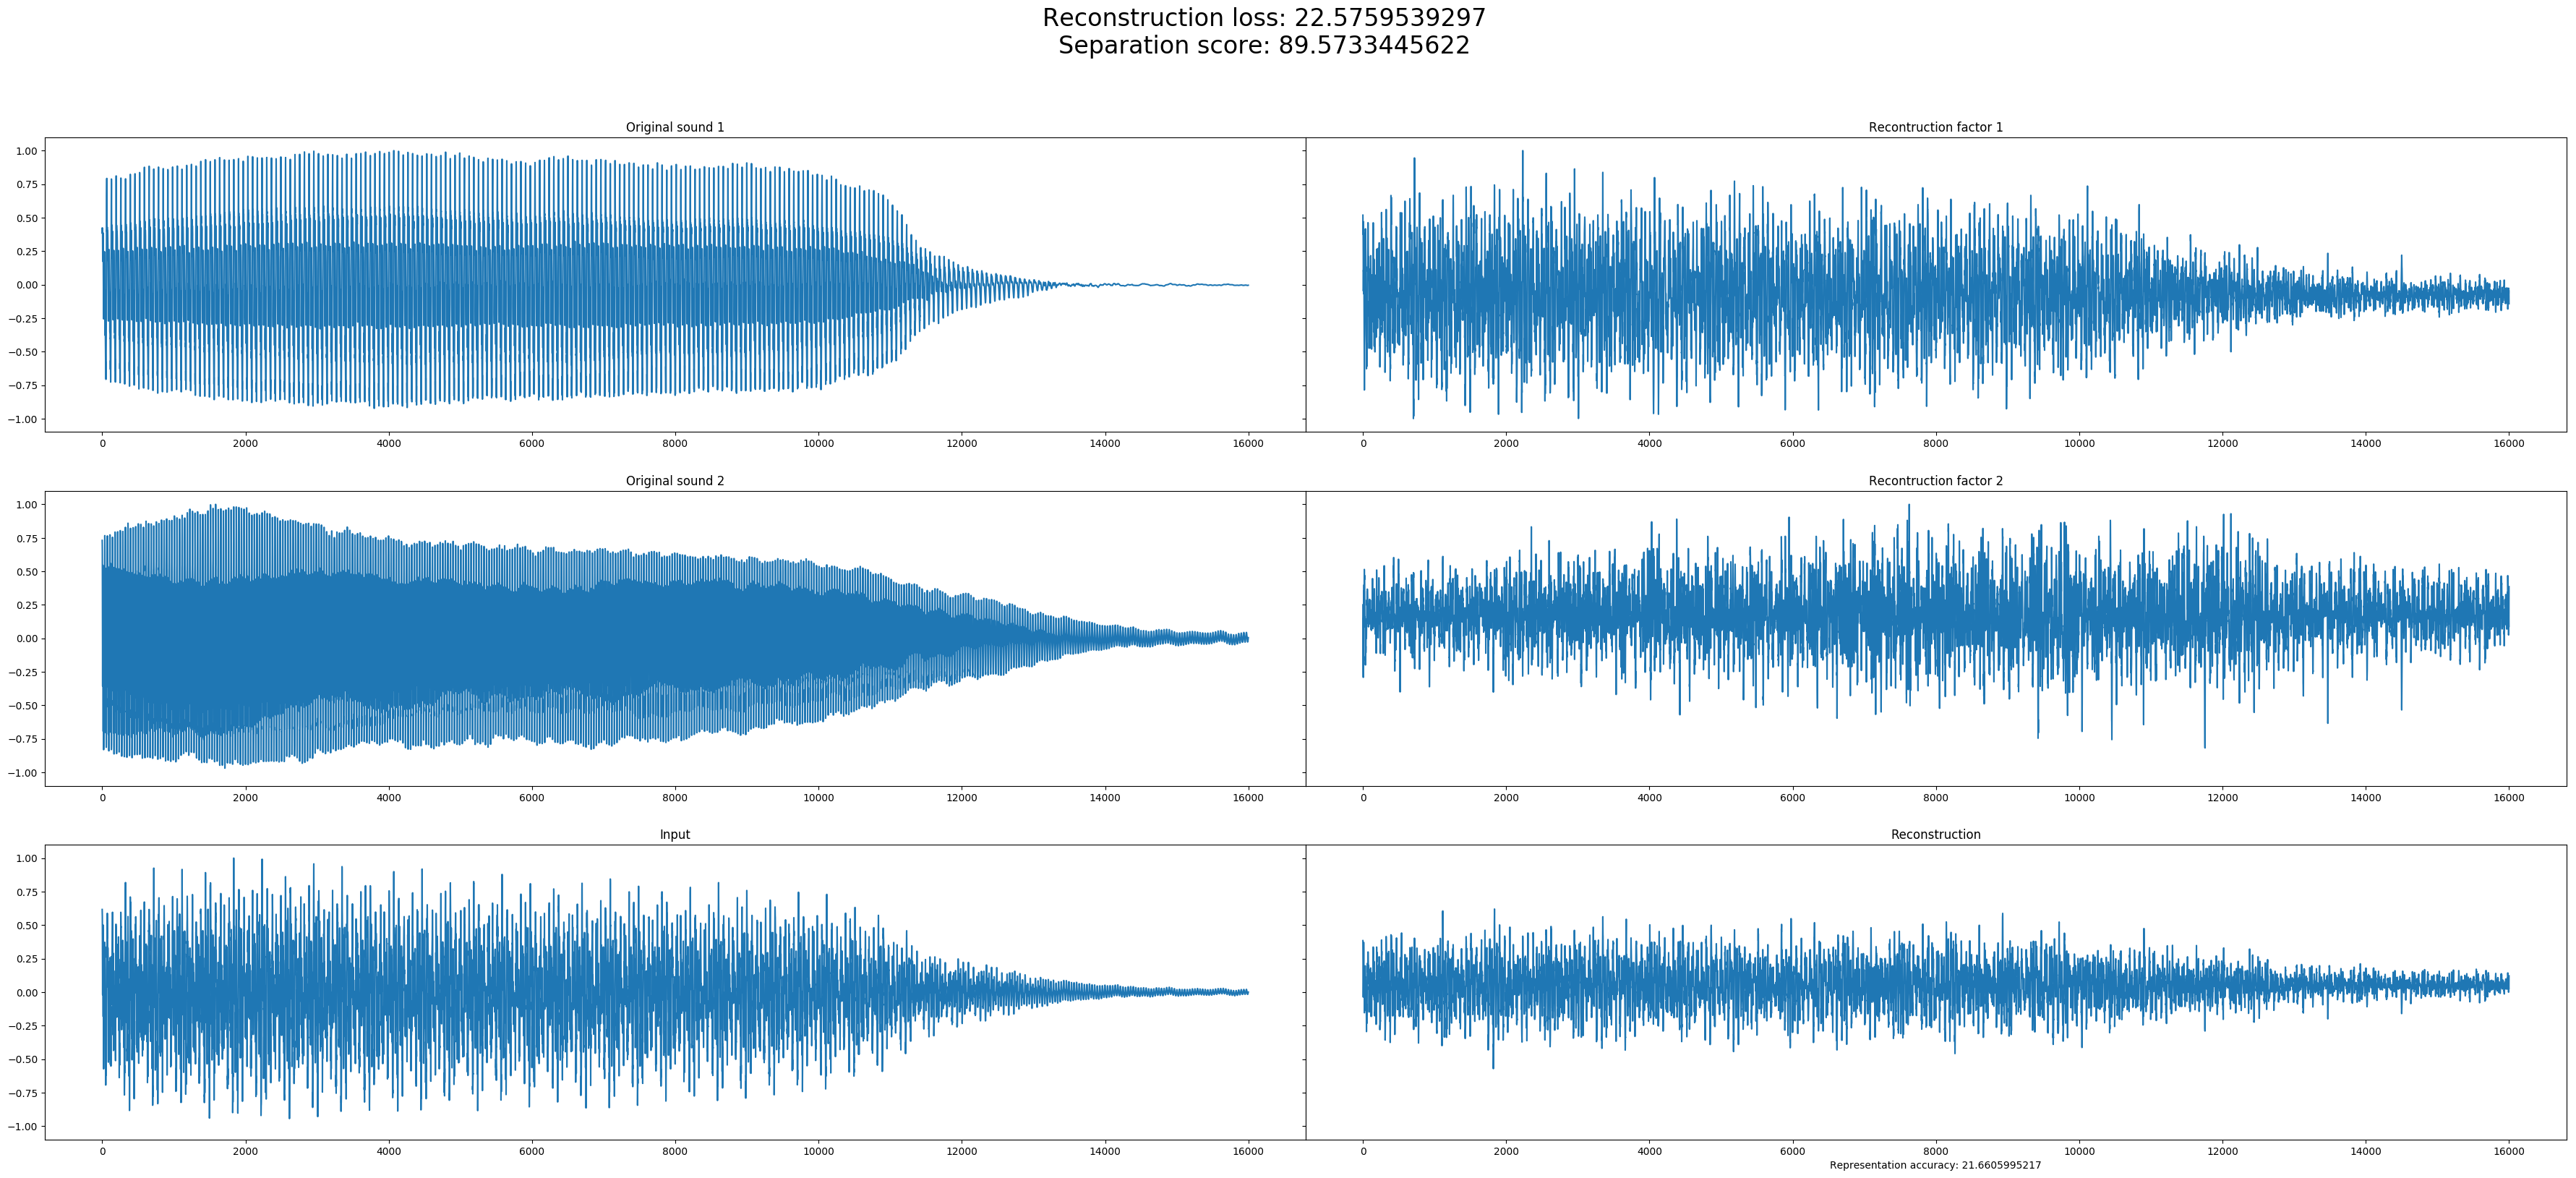 Reconstruction loss: 22.5759539297
Separation score: 89.5733445622
Original sound 1
Recontruction factor 1
1.00
0.75
0.50
0.25
0.00
−0.25
−0.50
−0.75
−1.00
0 2000 4000 6000 8000 10000 12000 14000 16000
0 2000 4000 6000 8000 10000 12000 14000 16000
Original sound 2
Recontruction factor 2
1.00
0.75
0.50
0.25
0.00
−0.25
−0.50
−0.75
−1.00
0 2000 4000 6000 8000 10000 12000 14000 16000
0 2000 4000 6000 8000 10000 12000 14000 16000
Input
Reconstruction
1.00
0.75
0.50
0.25
0.00
−0.25
−0.50
−0.75
−1.00
0 2000 4000 6000 8000 10000 12000 14000 16000
0 2000 4000 6000 8000 10000 12000 14000 16000
Representation accuracy: 21.6605995217